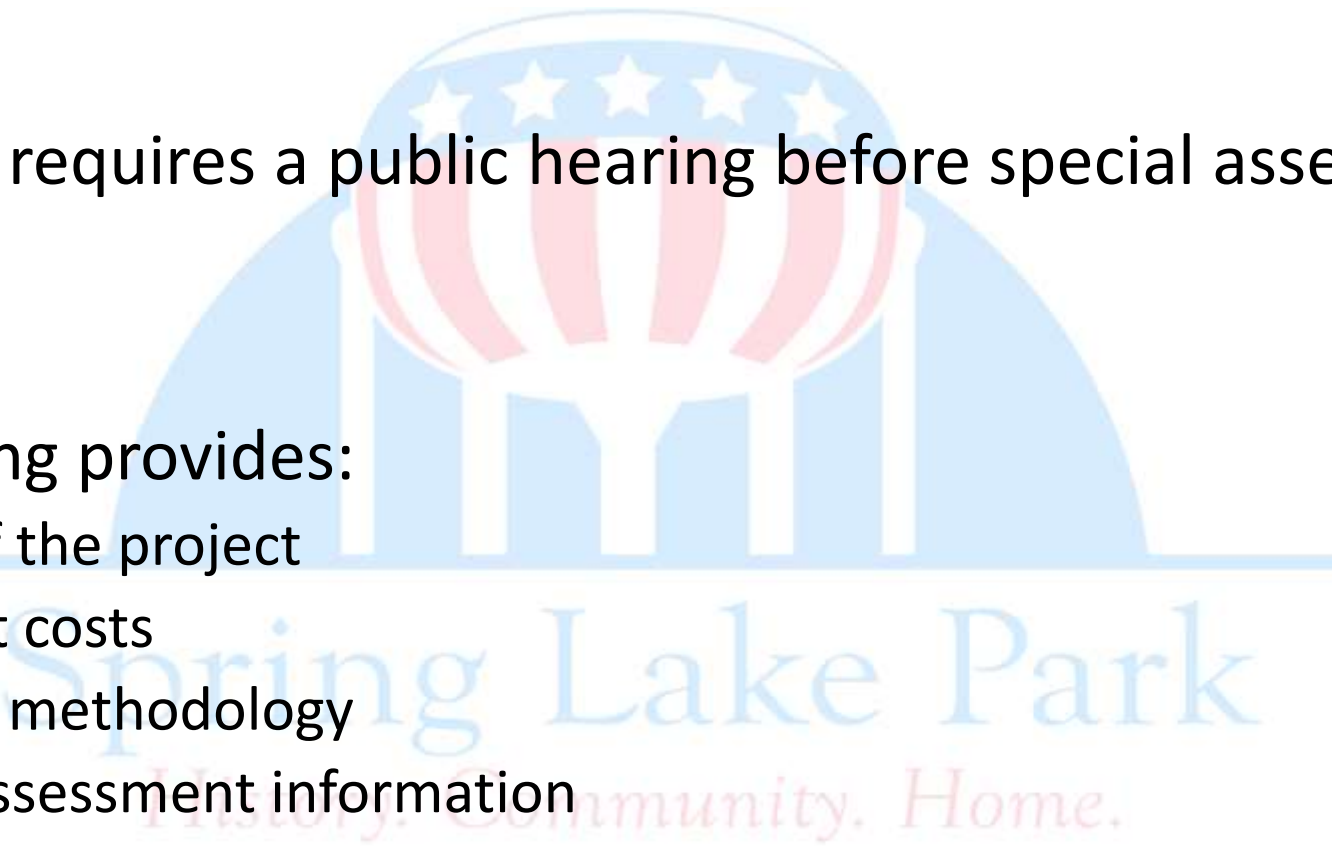 requires a public hearing before special asse
ng provides:
f the project
t costs
methodology
ssessment information
Spring Lake Park
History. Community. Home.